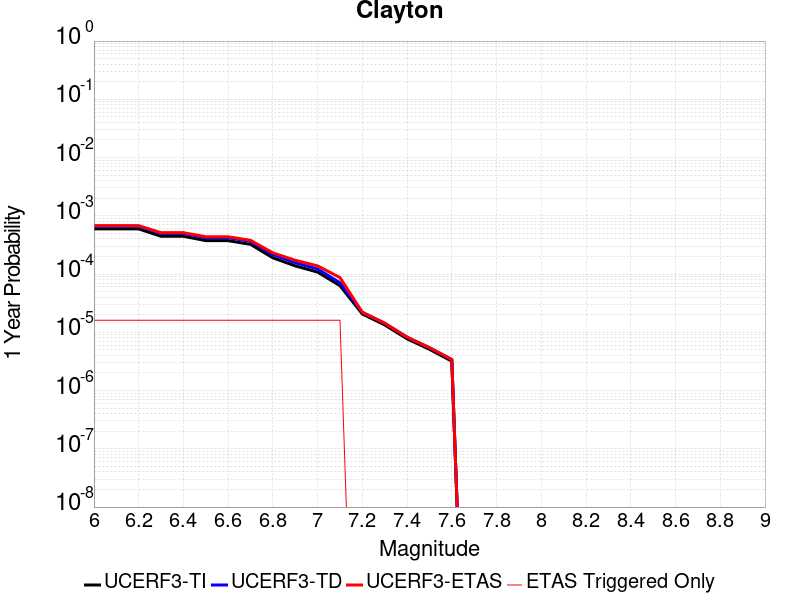 Clayton
10^0
10^-1
10^-2
10^-3
10^-4
10^-5
10^-6
10^-7
10^-8
1 Year Probability
6 6.2 6.4 6.6 6.8 7 7.2 7.4 7.6 7.8 8 8.2 8.4 8.6 8.8 9
Magnitude
UCERF3-TI UCERF3-TD UCERF3-ETAS ETAS Triggered Only